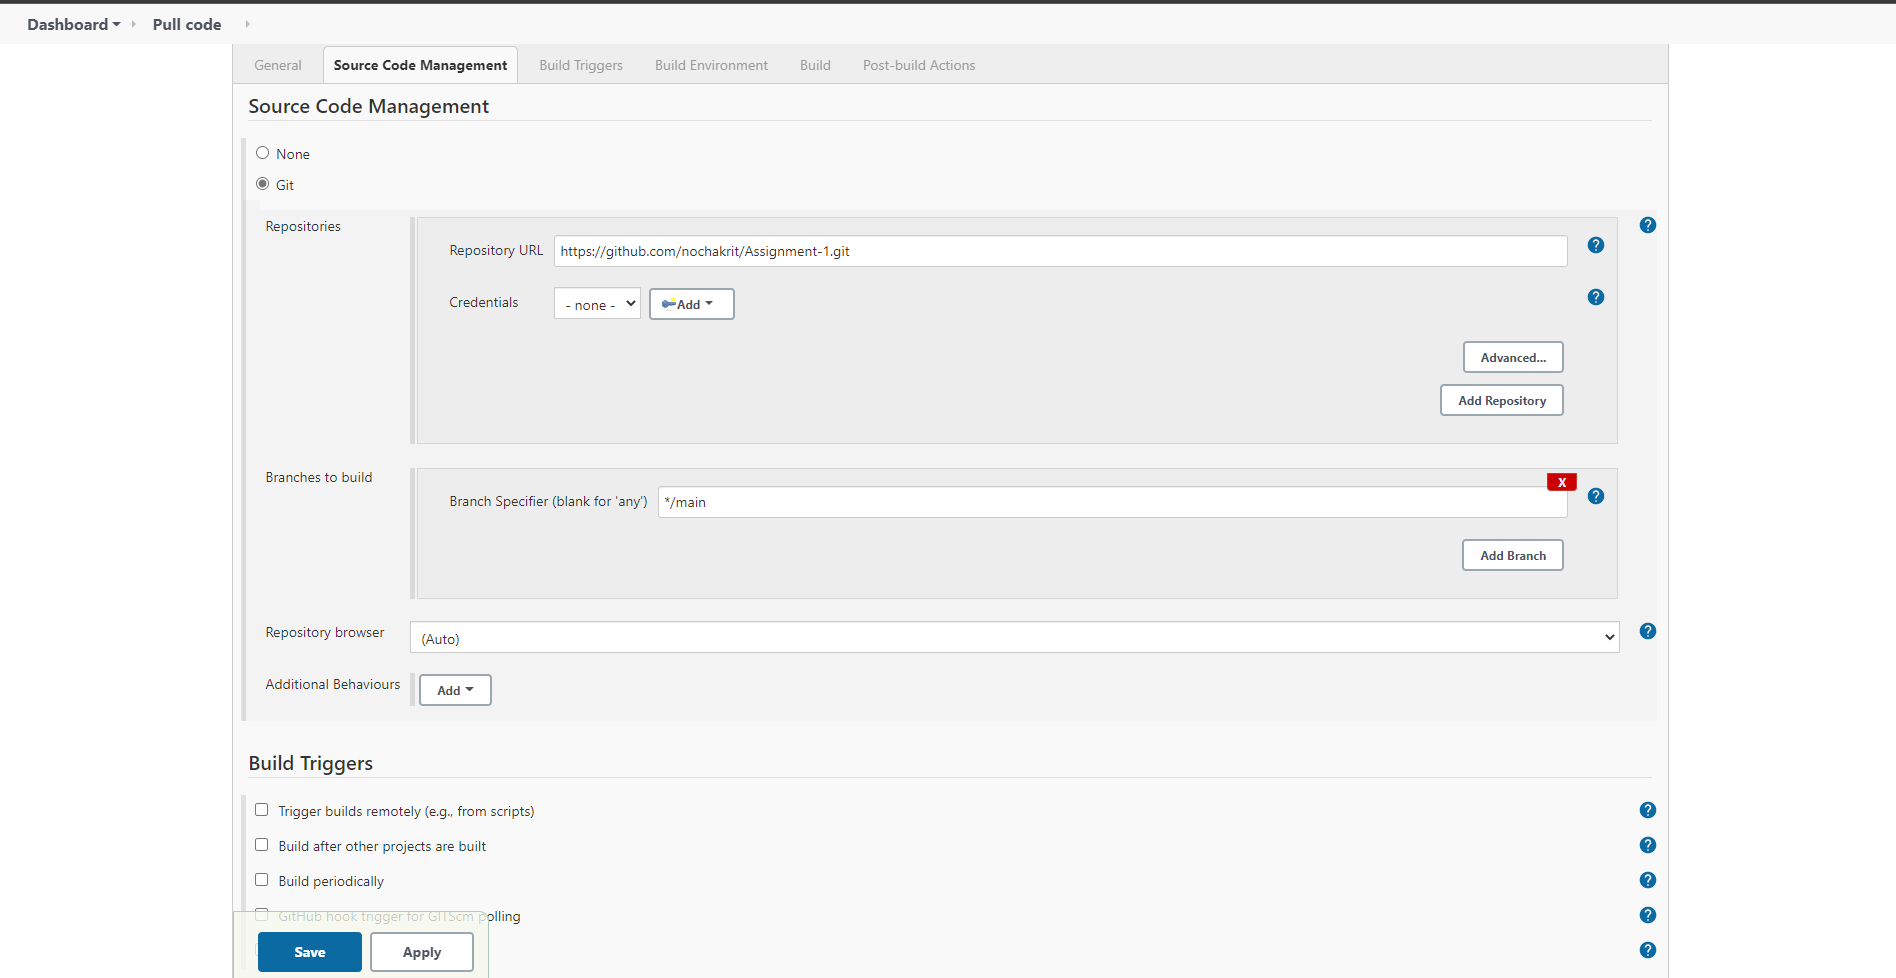 Dashboard Pull code
General Source Code Management Build Triggers Build Environment Build Post-build Actions
Source Code Management
None
Git
Repositories
?
Repository URL https://github.com/nochakrit/Assignment-1.git ?
Credentials - none - Add ?
Advanced...
Add Repository
Branches to build
X
Branch Specifier (blank for 'any') */main ?
Add Branch
Repository browser (Auto) ?
Additional Behaviours Add
Build Triggers
Trigger builds remotely (e.g., from scripts) ?
Build after other projects are built ?
Build periodically ?
GitHub hook trigger for GITScm polling ?
Save Apply ?